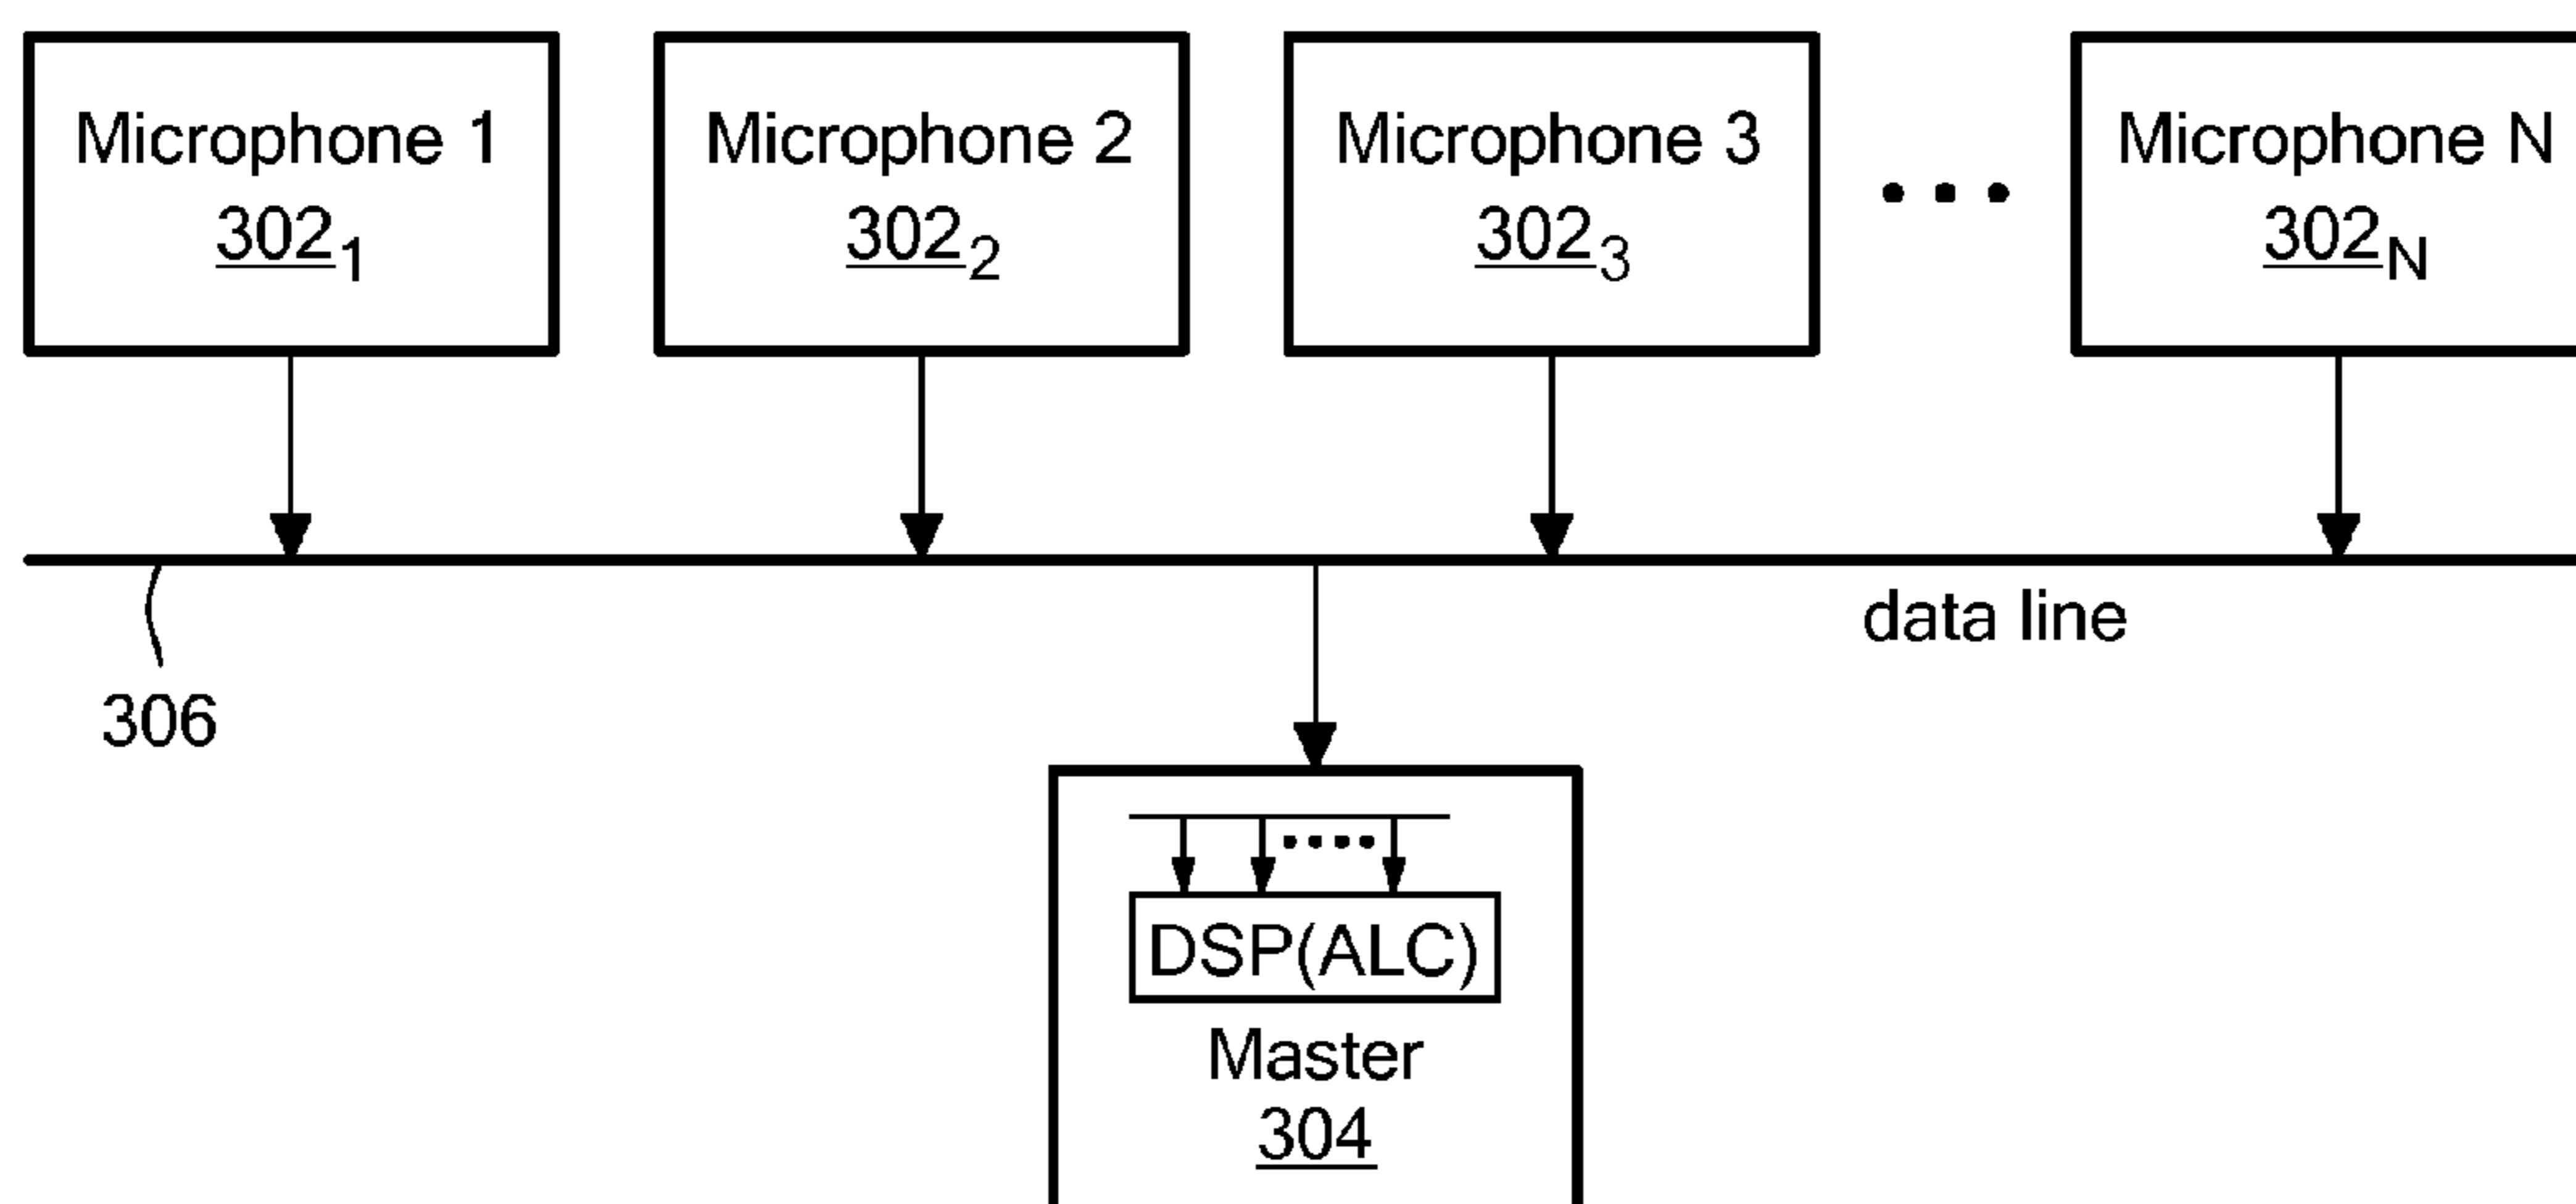 Microphone 1
302₁
Microphone 2
302₂
Microphone 3
302₃
Microphone N
302N
data line
306
DSP(ALC)
Master
304